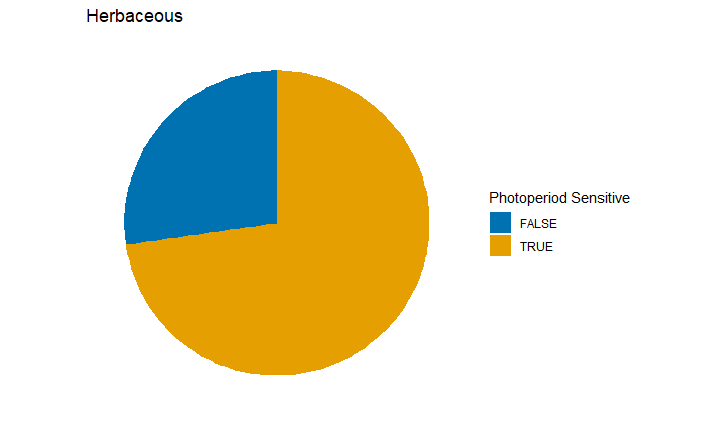 Herbaceous
Photoperiod Sensitive
FALSE
TRUE